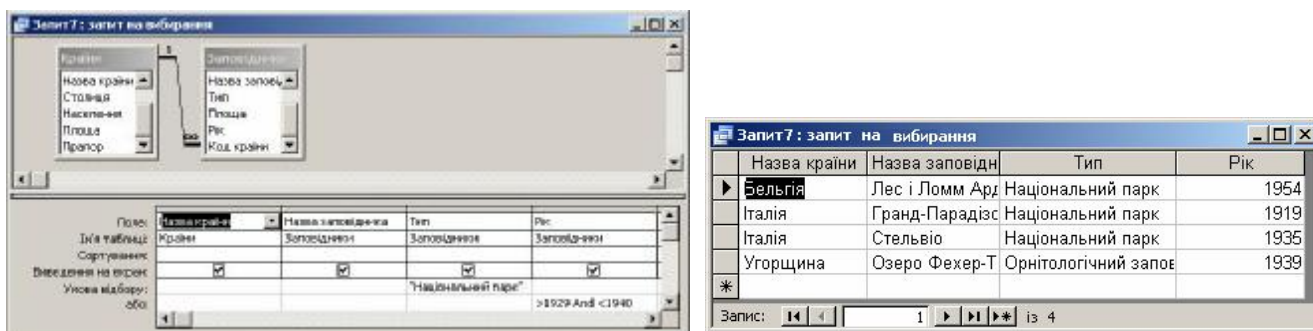 Запит7 : запит на вибирання
Країни
Заповідники
Назва країни
Столиця
Населення
Площа
Прапор
1
∞
Назва запові
Тип
Площа
Рік
Код країни
Поле: Назва країни Назва заповідника Тип Рік
Ім'я таблиці: Країни Заповідники Заповідники Заповідники
Сортування:
Виведення на екран:
Умова відбору: "Національний парк"
або: >1929 And <1940
Запит7 : запит на вибирання
Назва країни Назва заповідн Тип Рік
Бельгія Лес і Ломм Ард Національний парк 1954
Італія Гранд-Парадізо Національний парк 1919
Італія Стельвіо Національний парк 1935
Угорщина Озеро Фехер-Т Орнітологічний запов 1939
Запис: 1 із 4